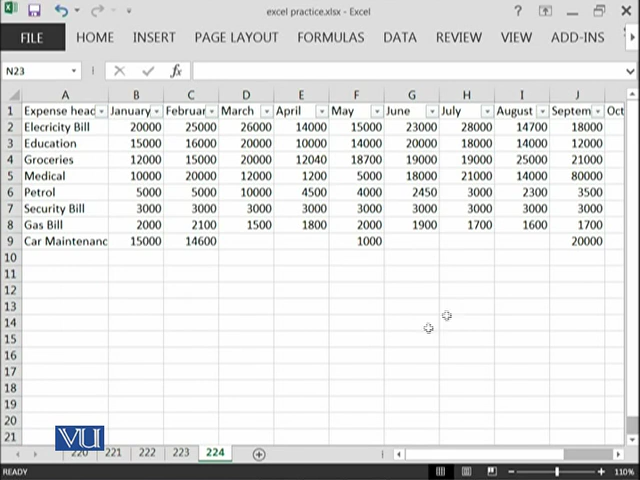 excel practice.xlsx - Excel
FILE HOME INSERT PAGE LAYOUT FORMULAS DATA REVIEW VIEW ADD-INS
N23 fx
A B C D E F G H I J
1 Expense head January Februar March April May June July August Septem Oct
2 Elecricity Bill 20000 25000 26000 14000 15000 23000 28000 14700 18000
3 Education 15000 16000 20000 10000 14000 20000 18000 14000 12000
4 Groceries 12000 15000 20000 12040 18700 19000 19000 25000 21000
5 Medical 10000 20000 12000 1200 5000 18000 21000 14000 80000
6 Petrol 5000 5000 10000 4500 4000 2450 3000 2300 3500
7 Security Bill 3000 3000 3000 3000 3000 3000 3000 3000 3000
8 Gas Bill 2000 2100 1500 1800 2000 1900 1700 1600 1700
9 Car Maintenanc 15000 14600 1000 20000
10
11
12
13
14
15
16
17
18
19
20
21
VU
220 221 222 223 224
READY 110%